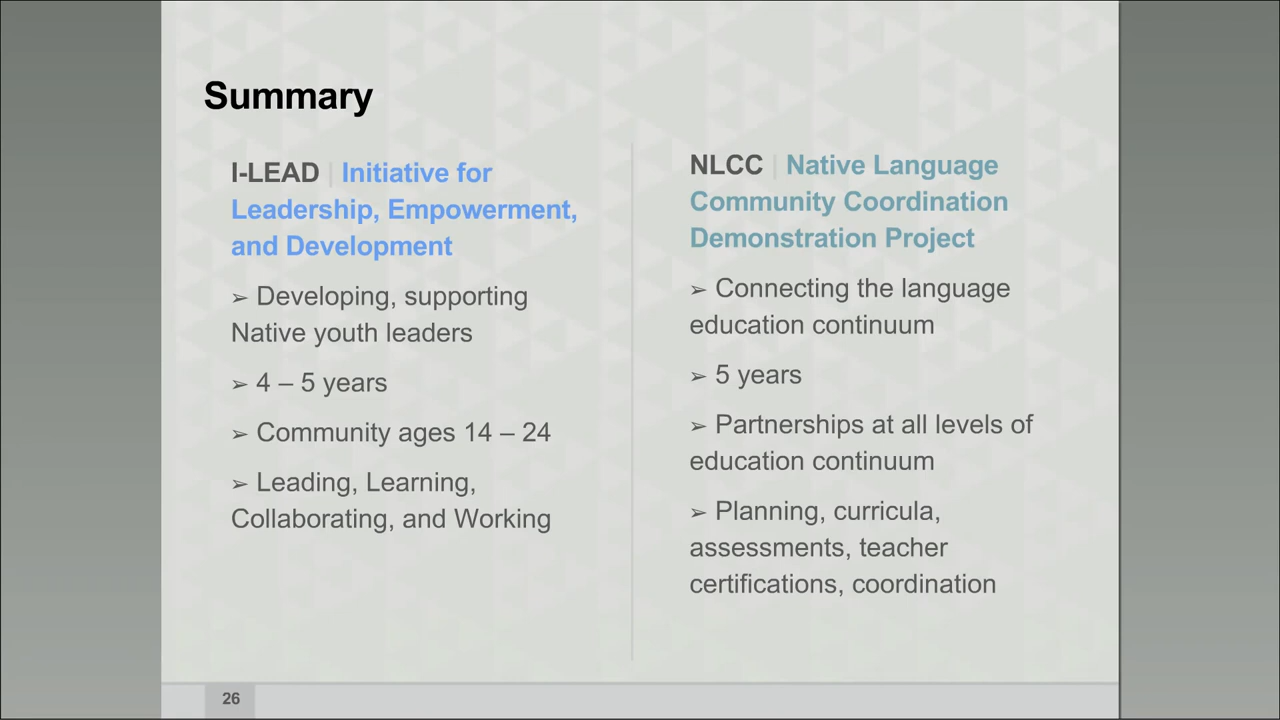 Summary
I-LEAD | Initiative for
Leadership, Empowerment,
and Development
➢ Developing, supporting
Native youth leaders
➢ 4 – 5 years
➢ Community ages 14 – 24
➢ Leading, Learning,
Collaborating, and Working
NLCC | Native Language
Community Coordination
Demonstration Project
➢ Connecting the language
education continuum
➢ 5 years
➢ Partnerships at all levels of
education continuum
➢ Planning, curricula,
assessments, teacher
certifications, coordination
26